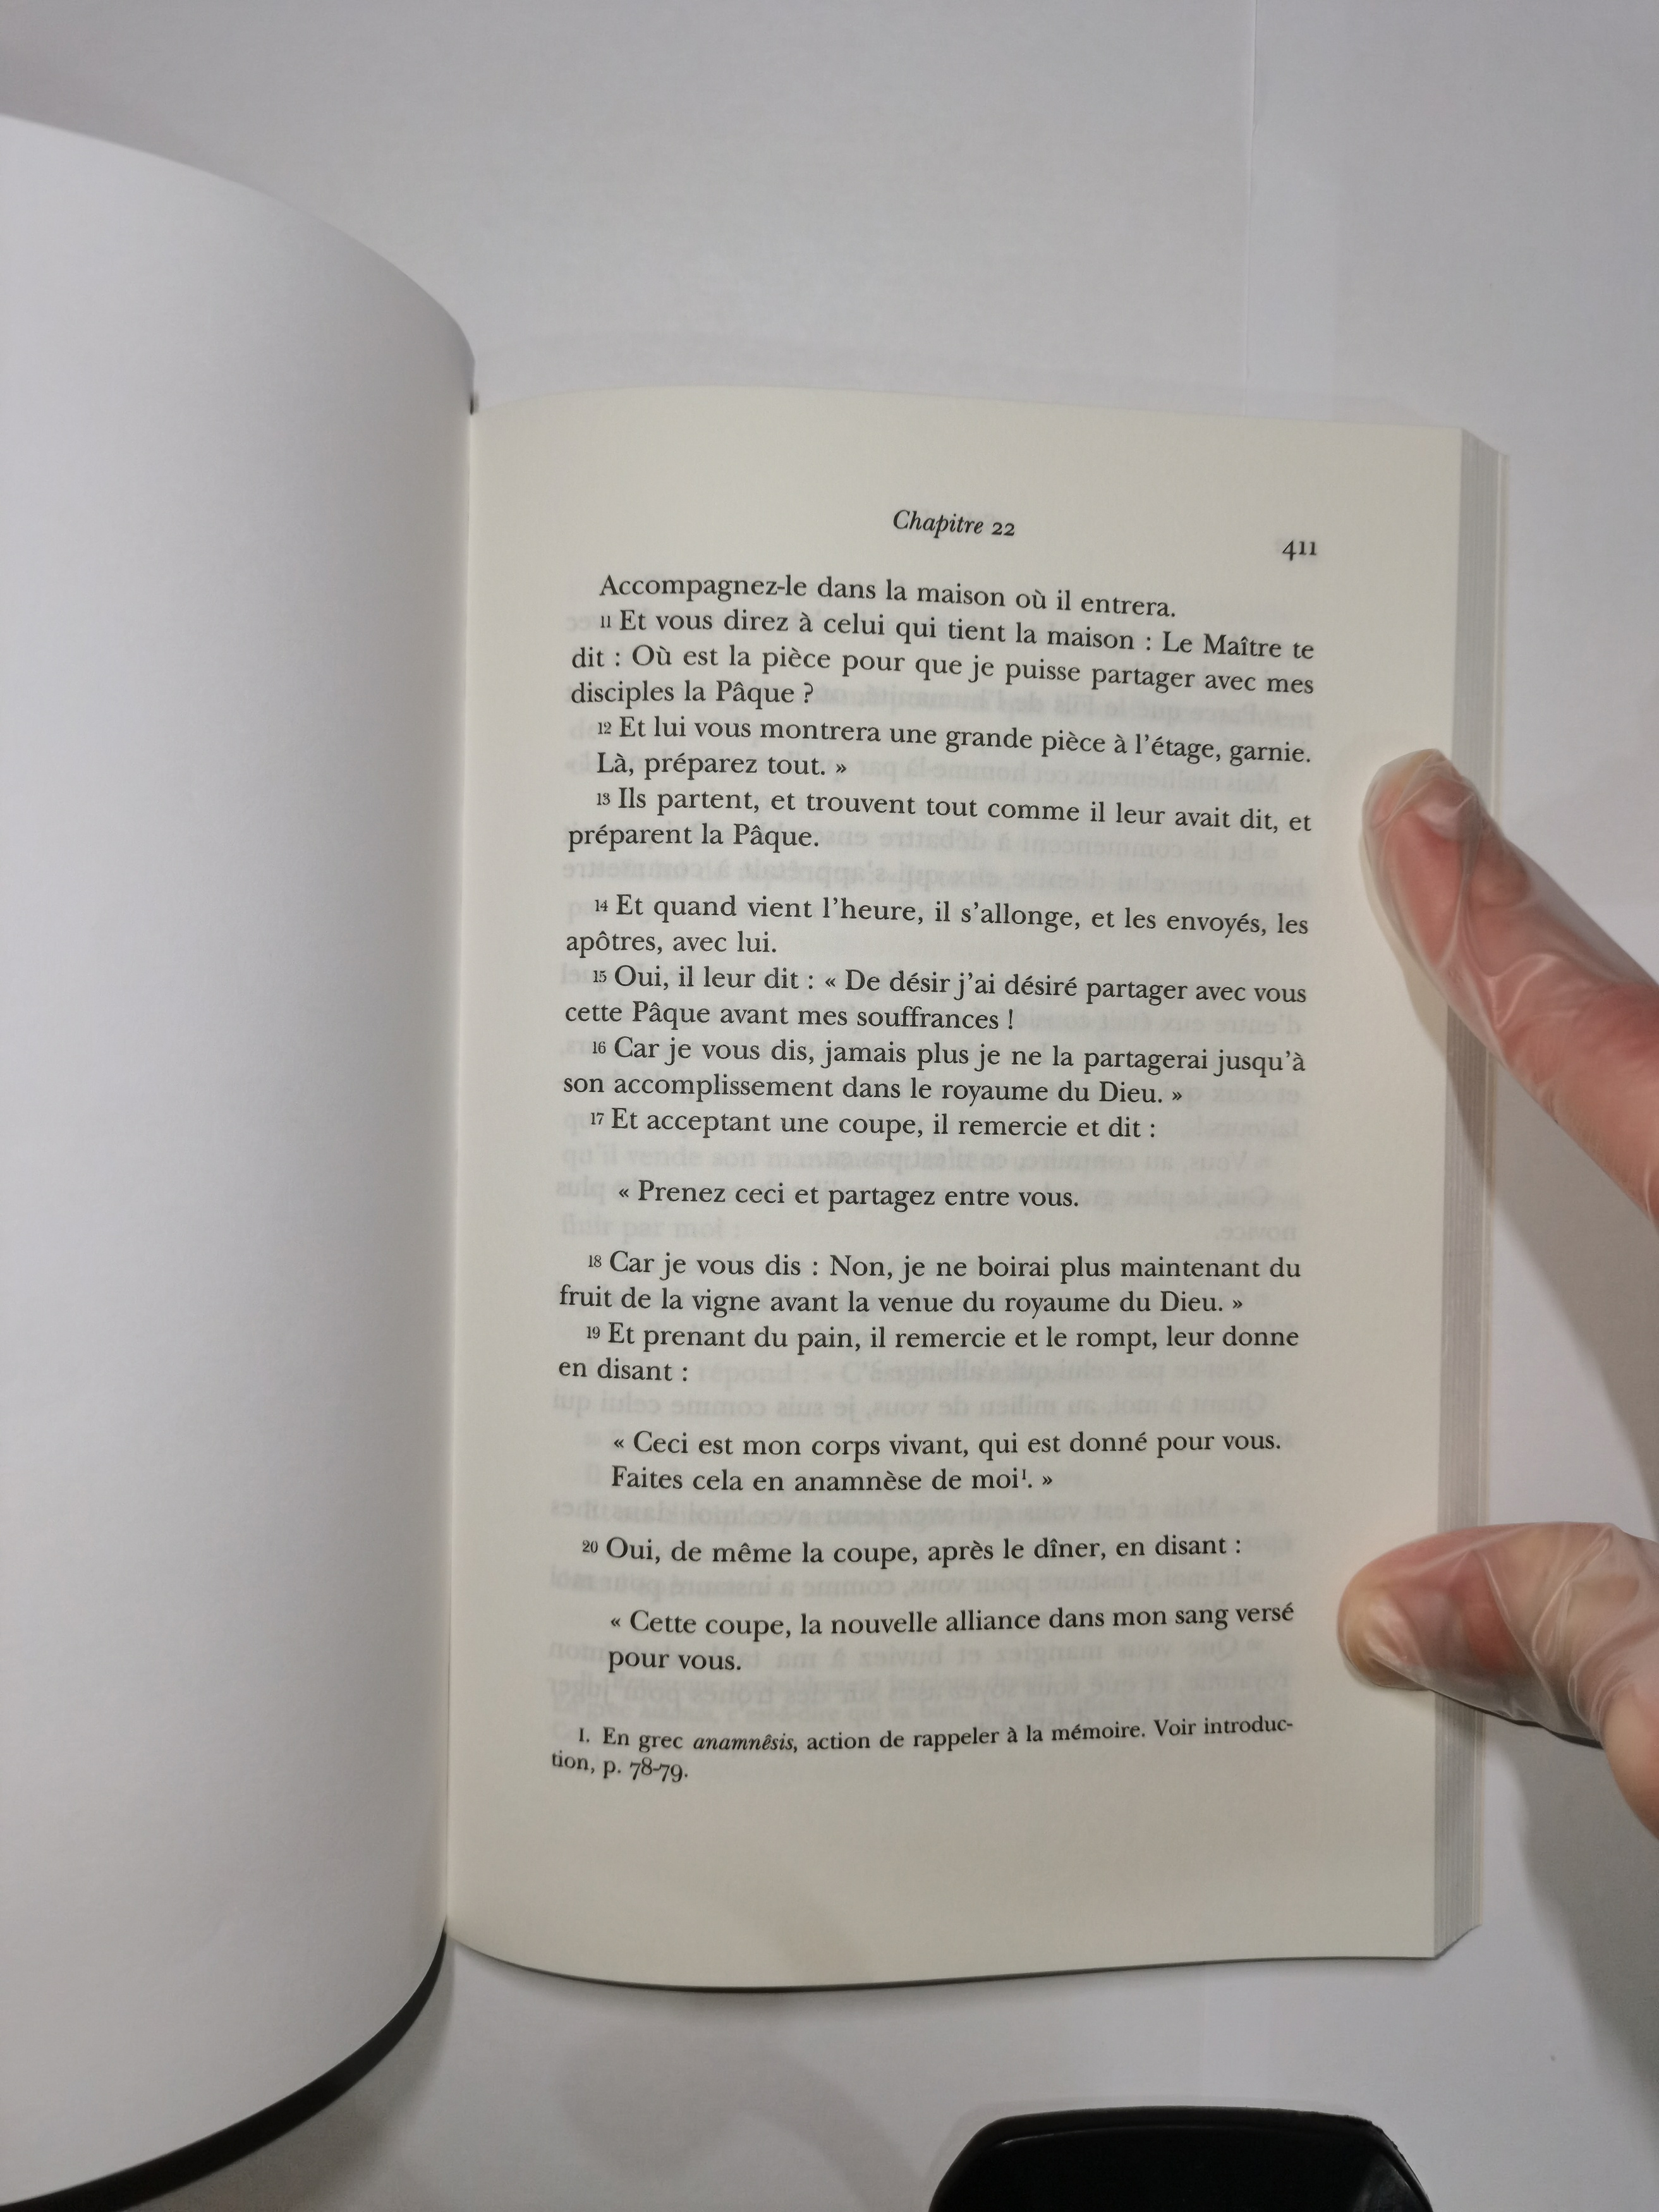 Chapitre 22
411
Accompagnez-le dans la maison où il entrera.
11 Et vous direz à celui qui tient la maison : Le Maître te
dit : Où est la pièce pour que je puisse partager avec mes
disciples la Pâque ?
12 Et lui vous montrera une grande pièce à l'étage, garnie.
Là, préparez tout. »
13 Ils partent, et trouvent tout comme il leur avait dit, et
préparent la Pâque.
14 Et quand vient l'heure, il s'allonge, et les envoyés, les
apôtres, avec lui.
15 Oui, il leur dit : « De désir j'ai désiré partager avec vous
cette Pâque avant mes souffrances !
16 Car je vous dis, jamais plus je ne la partagerai jusqu'à
son accomplissement dans le royaume du Dieu. »
17 Et acceptant une coupe, il remercie et dit :
« Prenez ceci et partagez entre vous.
18 Car je vous dis : Non, je ne boirai plus maintenant du
fruit de la vigne avant la venue du royaume du Dieu. »
19 Et prenant du pain, il remercie et le rompt, leur donne
en disant :
« Ceci est mon corps vivant, qui est donné pour vous.
Faites cela en anamnèse de moi¹. »
20 Oui, de même la coupe, après le dîner, en disant :
« Cette coupe, la nouvelle alliance dans mon sang versé
pour vous.
1. En grec anamnêsis, action de rappeler à la mémoire. Voir introduc-
tion, p. 78-79.